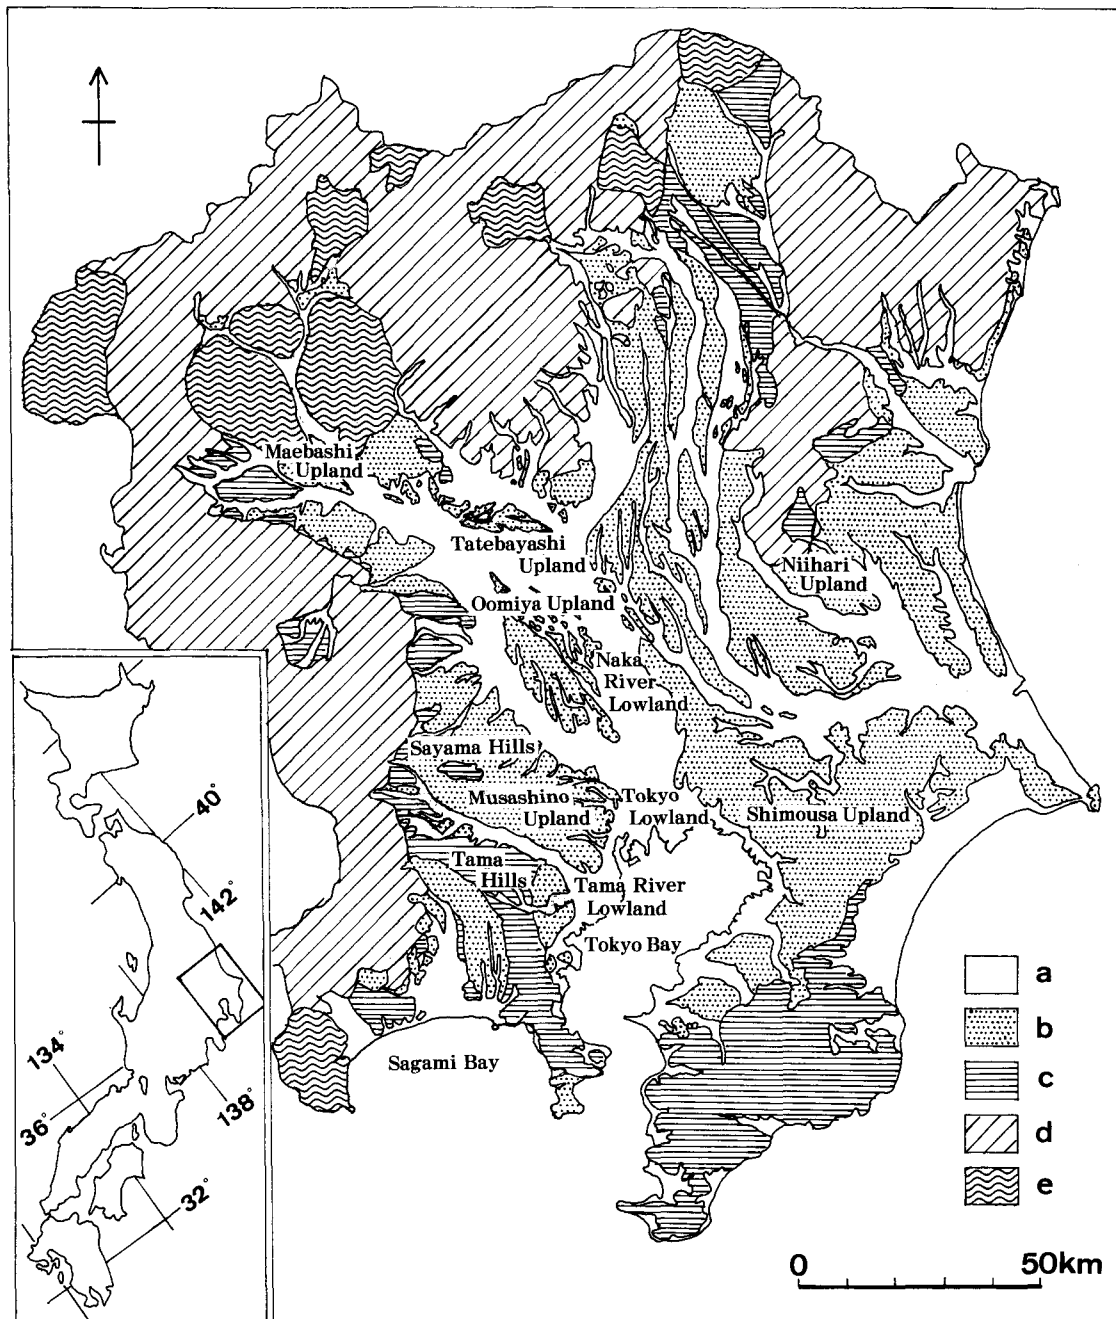 Maebashi
Upland
Tatebayashi
Upland
Niihari
Upland
Oomiya Upland
Naka
River
Lowland
Sayama Hills
Musashino
Upland
Tokyo
Lowland
Shimousa Upland
Tama
Hills
Tama River
Lowland
Tokyo Bay
Sagami Bay
40°
142°
134°
36°
138°
32°
a
b
c
d
e
0 50km